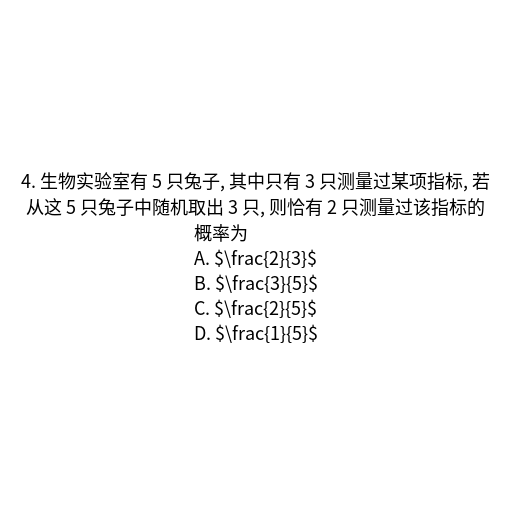 4. 生物实验室有 5 只兔子, 其中只有 3 只测量过某项指标, 若
从这 5 只兔子中随机取出 3 只, 则恰有 2 只测量过该指标的
概率为
A. $\frac{2}{3}$
B. $\frac{3}{5}$
C. $\frac{2}{5}$
D. $\frac{1}{5}$